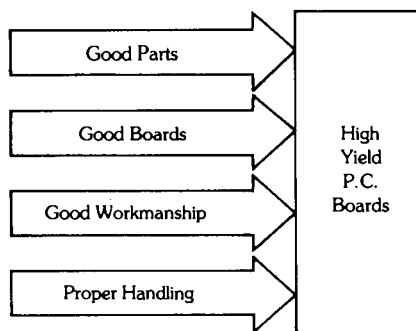 Good Parts
Good Boards
Good Workmanship
Proper Handling
High
Yield
P.C.
Boards